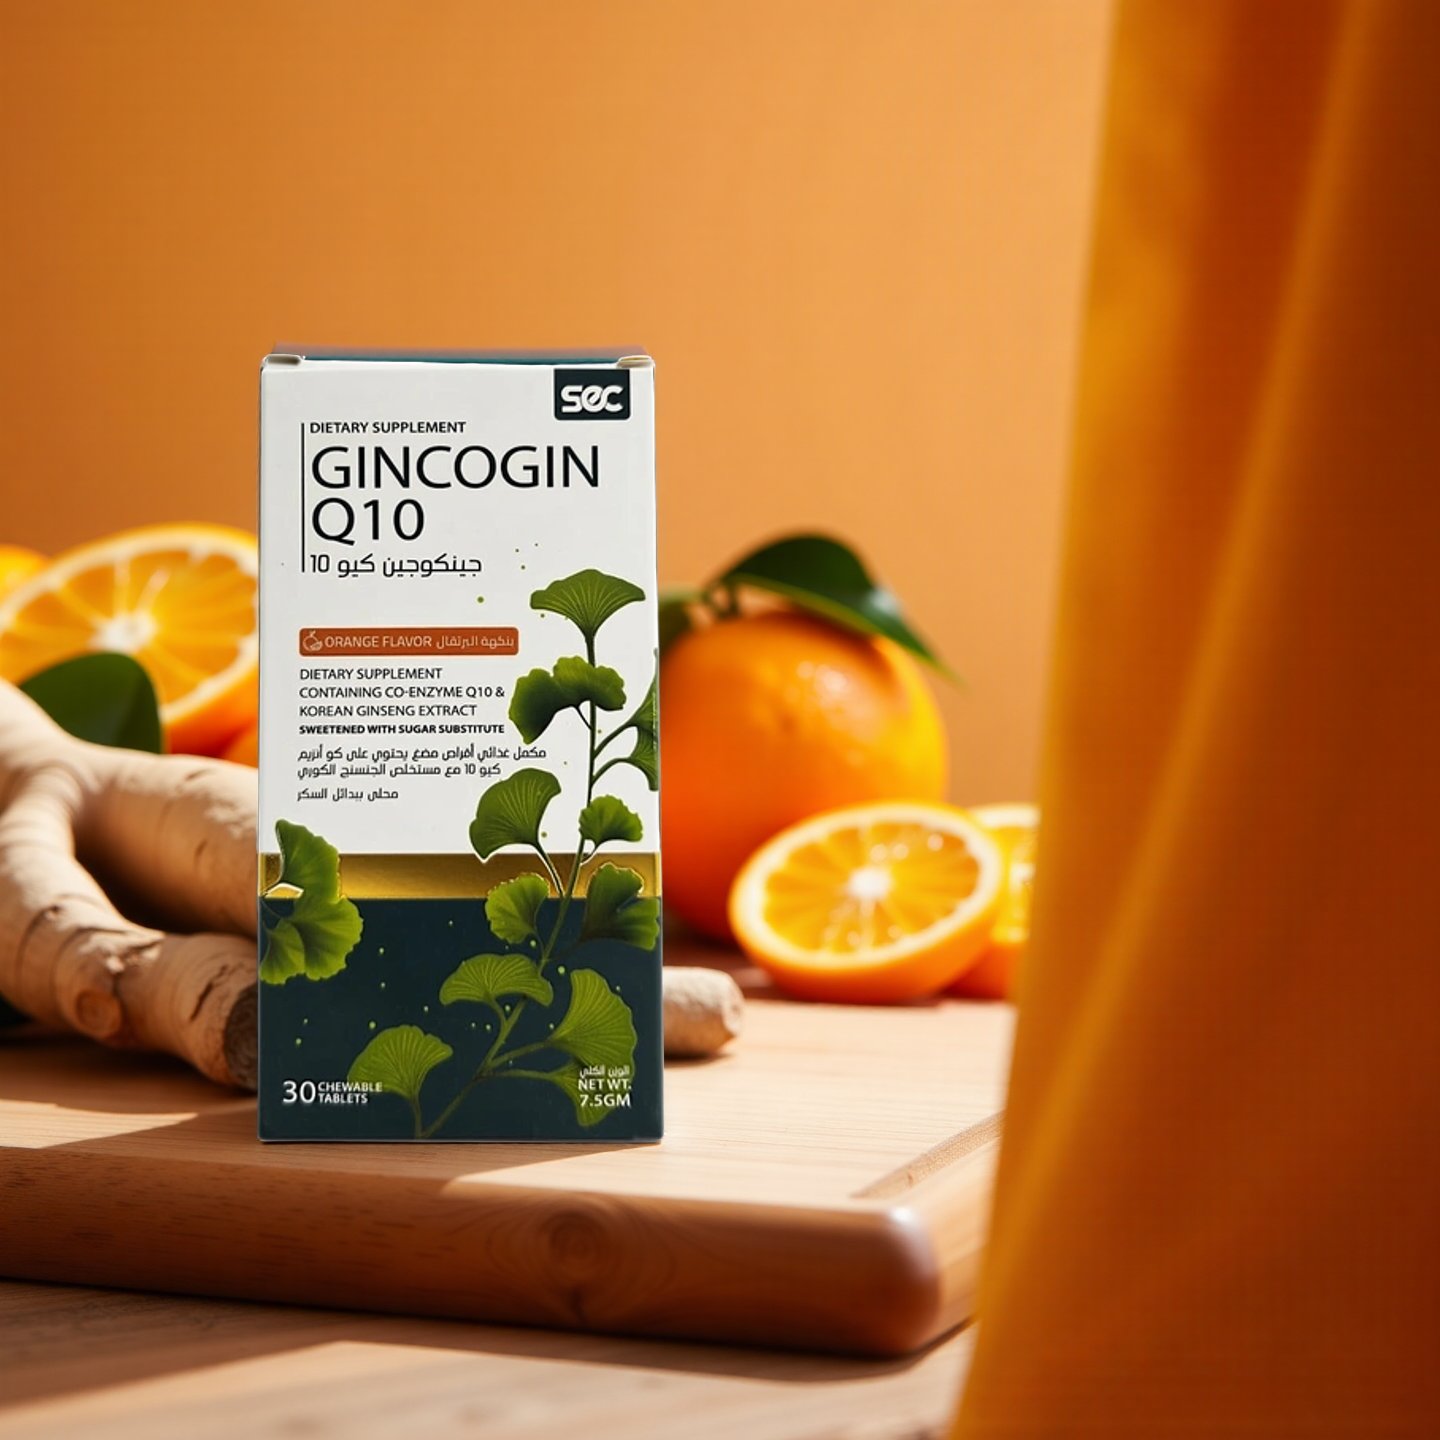 sec
DIETARY SUPPLEMENT
GINCOGIN
Q10
جينكوجين كيو 10
ORANGE FLAVOR بنكهة البرتقال
DIETARY SUPPLEMENT
CONTAINING CO-ENZYME Q10 &
KOREAN GINSENG EXTRACT
SWEETENED WITH SUGAR SUBSTITUTE
مكمل غذائي أقراص مضغ يحتوي على كو أنزيم
كيو 10 مع مستخلص الجنسنج الكوري
محلى ببدائل السكر
30 CHEWABLE
TABLETS
الوزن الكلي
NET WT.
7.5GM